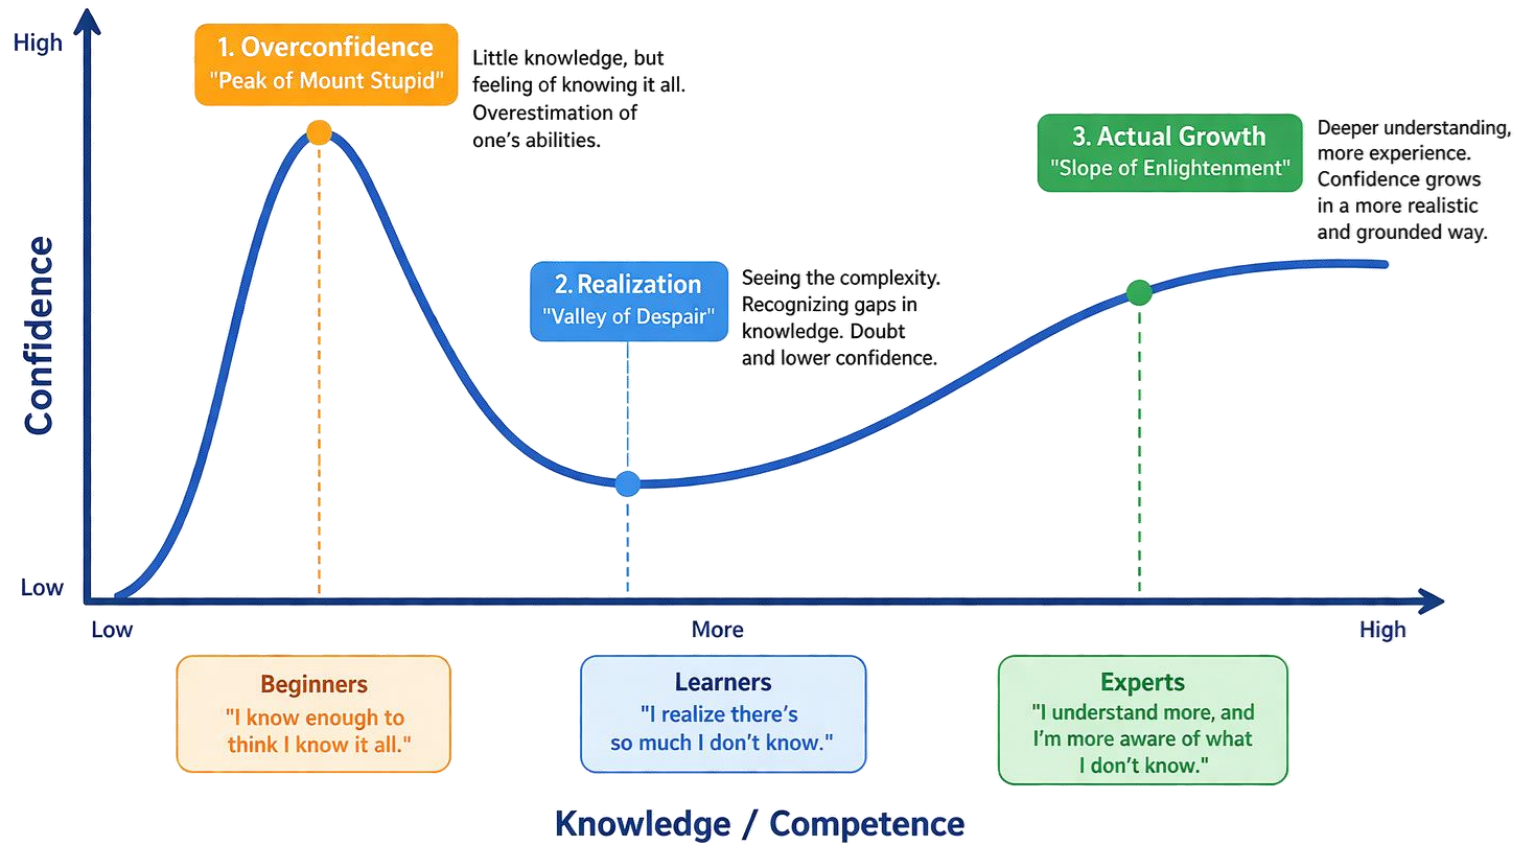 High
1. Overconfidence
"Peak of Mount Stupid"
Little knowledge, but
feeling of knowing it all.
Overestimation of
one's abilities.
3. Actual Growth
"Slope of Enlightenment"
Deeper understanding,
more experience.
Confidence grows
in a more realistic
and grounded way.
2. Realization
"Valley of Despair"
Seeing the complexity.
Recognizing gaps in
knowledge. Doubt
and lower confidence.
Confidence
Low
Low
More
High
Beginners
"I know enough to
think I know it all."
Learners
"I realize there's
so much I don't know."
Experts
"I understand more, and
I'm more aware of what
I don't know."
Knowledge / Competence